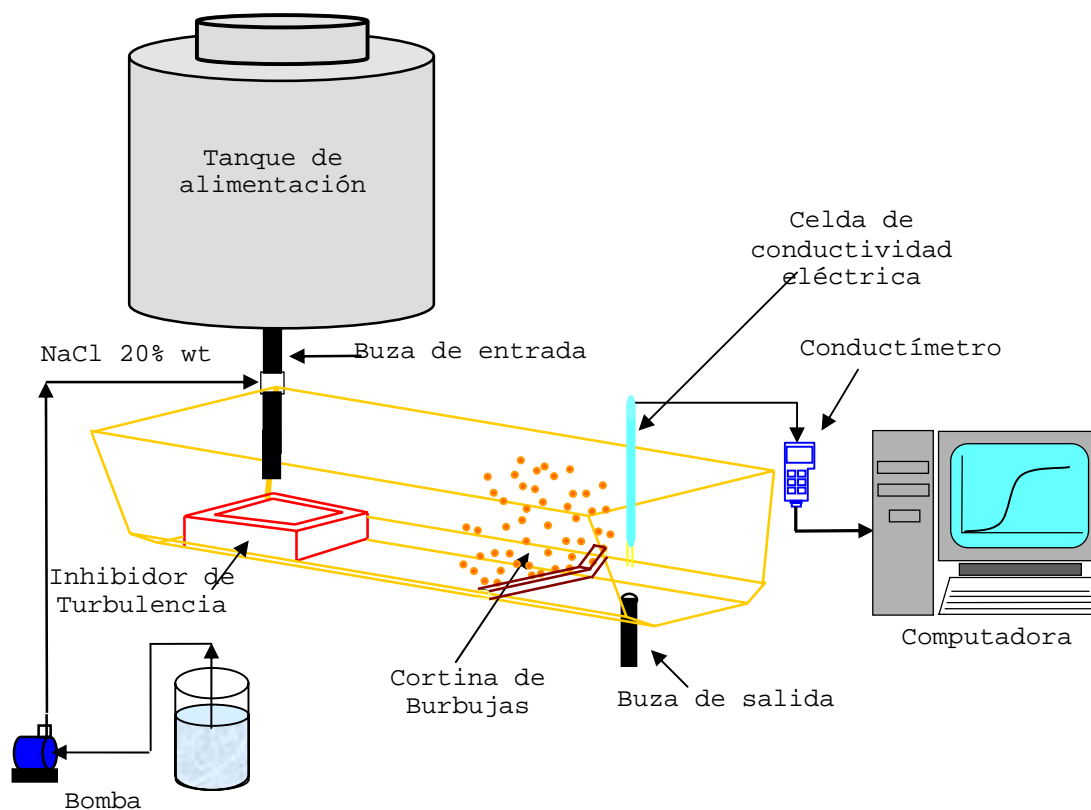 Tanque de
alimentación
Celda de
conductividad
eléctrica
NaCl 20% wt
Buza de entrada
Conductímetro
Inhibidor de
Turbulencia
Cortina de
Burbujas
Buza de salida
Computadora
Bomba